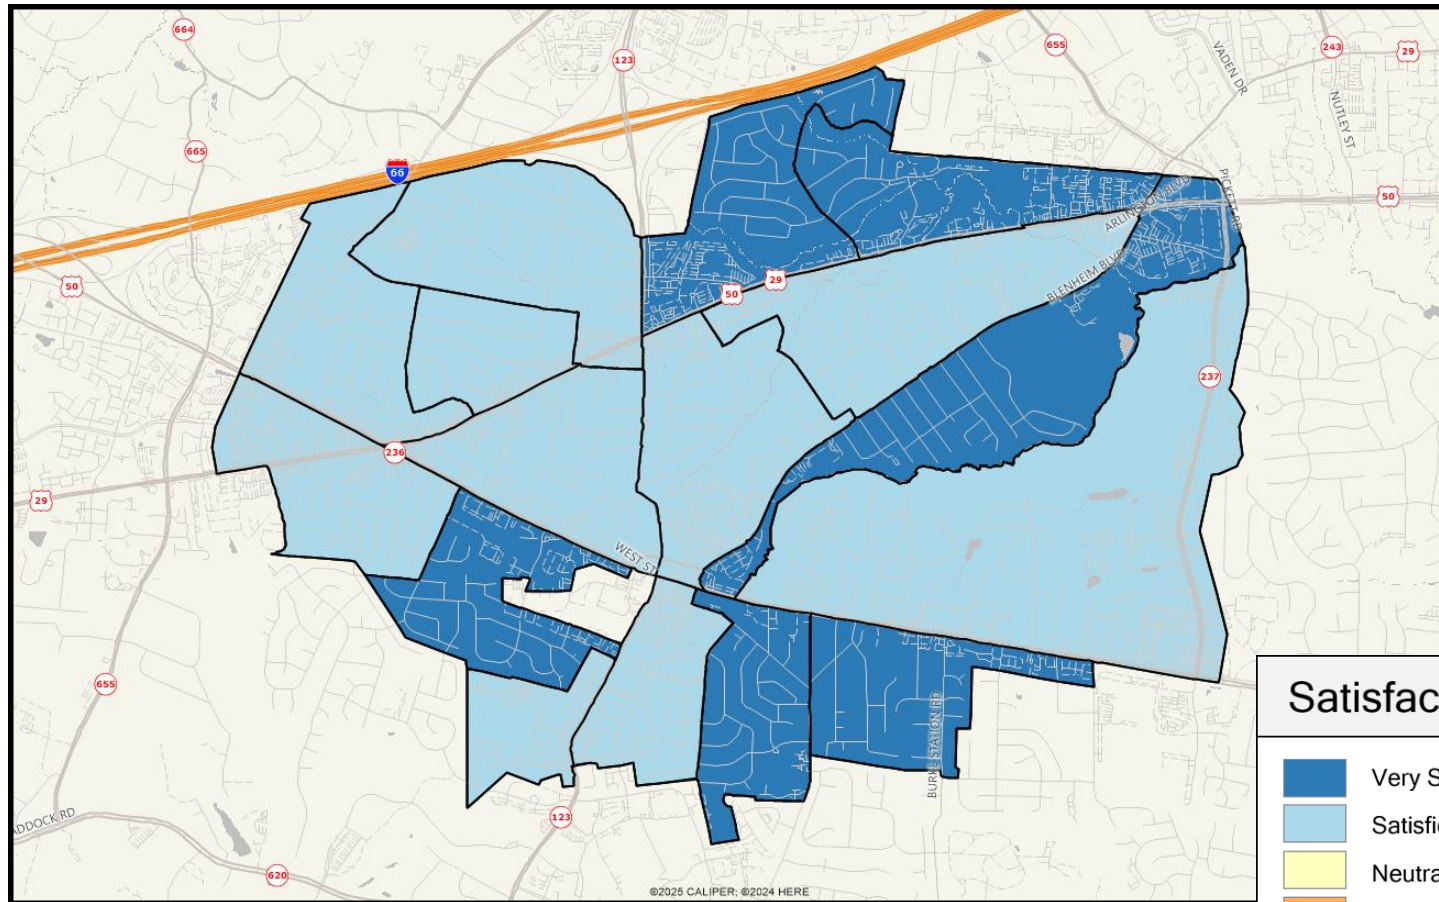 664
123
655
243
29
VADEN DR
NUTLEY ST
665
66
PICKETT RD
50
ARLINGTON BLVD
50
29
50
BLENHEIM BLVD
237
236
29
WEST ST
655
BURKE STATION RD
ADDOCK RD
123
620
©2025 CALIPER; ©2024 HERE
Satisfac
Very S
Satisfi
Neutra